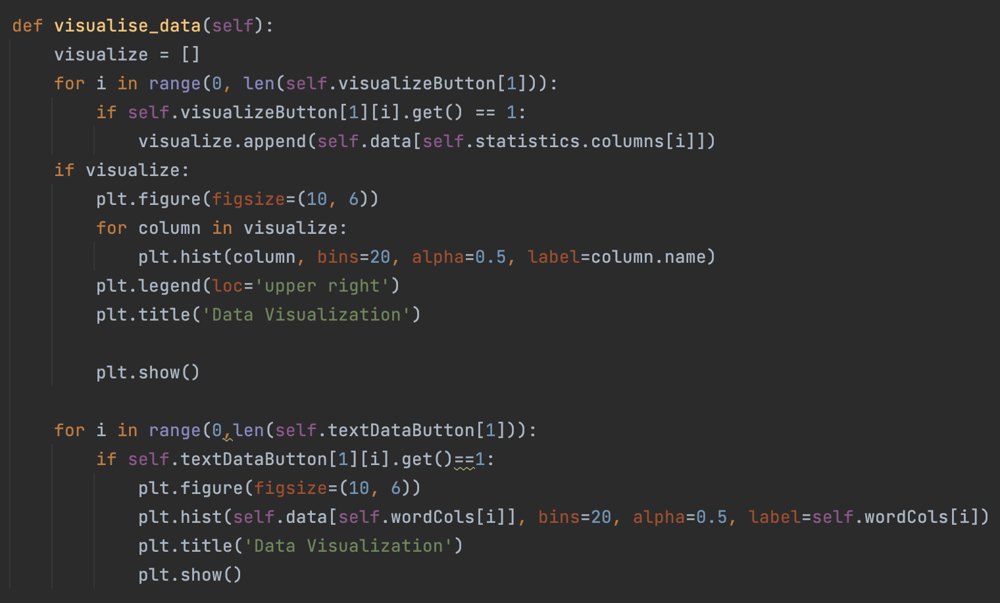 def visualise_data(self):
    visualize = []
    for i in range(0, len(self.visualizeButton[1])):
        if self.visualizeButton[1][i].get() == 1:
            visualize.append(self.data[self.statistics.columns[i]])
    if visualize:
        plt.figure(figsize=(10, 6))
        for column in visualize:
            plt.hist(column, bins=20, alpha=0.5, label=column.name)
        plt.legend(loc='upper right')
        plt.title('Data Visualization')

        plt.show()

    for i in range(0,len(self.textDataButton[1])):
        if self.textDataButton[1][i].get()==1:
            plt.figure(figsize=(10, 6))
            plt.hist(self.data[self.wordCols[i]], bins=20, alpha=0.5, label=self.wordCols[i])
            plt.title('Data Visualization')
            plt.show()